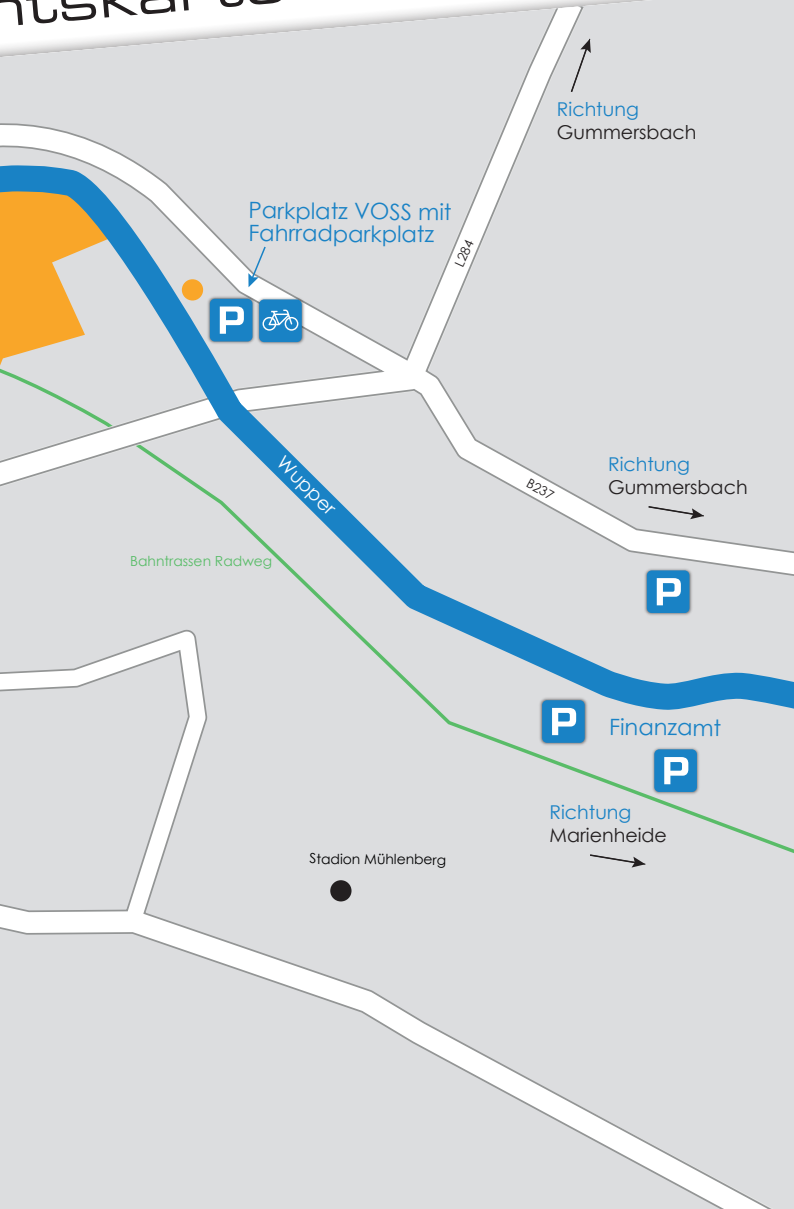 Richtung
Gummersbach
Parkplatz VOSS mit
Fahrradparkplatz
L284
P
Richtung
Gummersbach
Wupper
B237
Bahntrassen Radweg
P
P
Finanzamt
P
Richtung
Marienheide
Stadion Mühlenberg